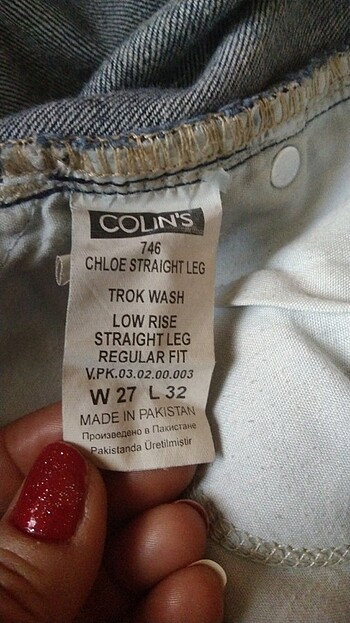 COLIN'S
746
CHLOE STRAIGHT LEG
TROK WASH
LOW RISE
STRAIGHT LEG
REGULAR FIT
V.PK.03.02.00.003
W 27 L 32
MADE IN PAKISTAN
Произведено в Пакистане
Pakistanda Üretilmiştir